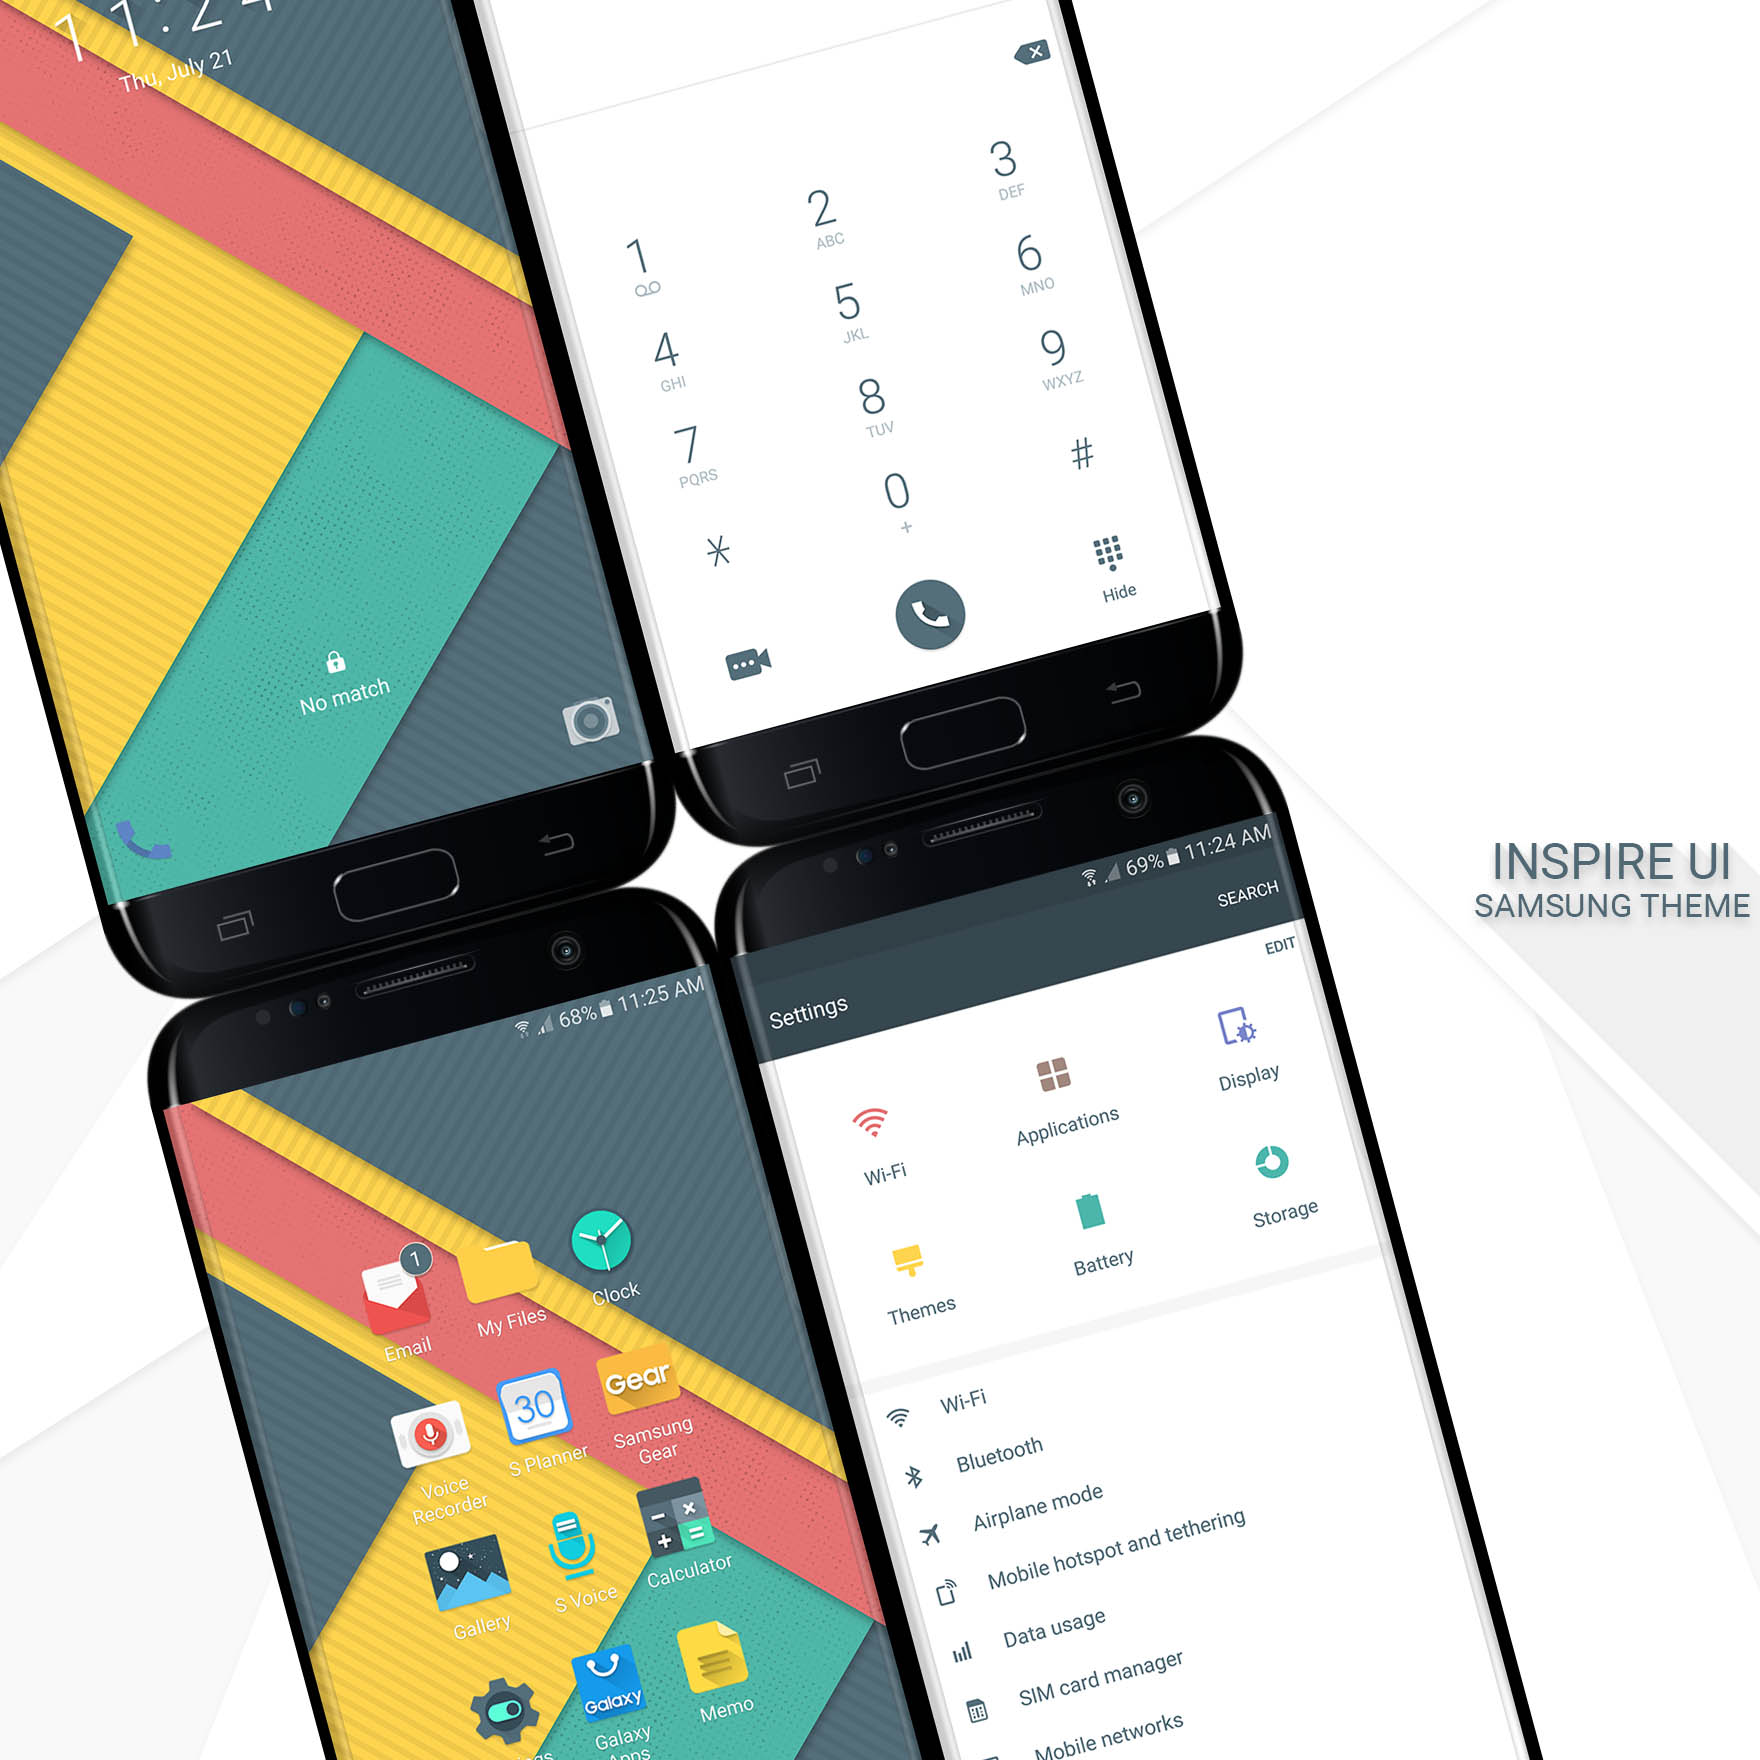 11:24
Thu, July 21
No match
1
2
ABC
3
DEF
4
GHI
5
JKL
6
MNO
7
PQRS
8
TUV
9
WXYZ
*
0
+
#
Hide
INSPIRE UI
SAMSUNG THEME
68% 11:25 AM
1
Email
My Files
Clock
Voice
Recorder
30
S Planner
Gear
Samsung
Gear
Gallery
S Voice
Calculator
Galaxy
Galaxy
Apps
Memo
69% 11:24 AM
SEARCH
Settings
EDIT
Wi-Fi
Applications
Display
Themes
Battery
Storage
Wi-Fi
Bluetooth
Airplane mode
Mobile hotspot and tethering
Data usage
SIM card manager
Mobile networks